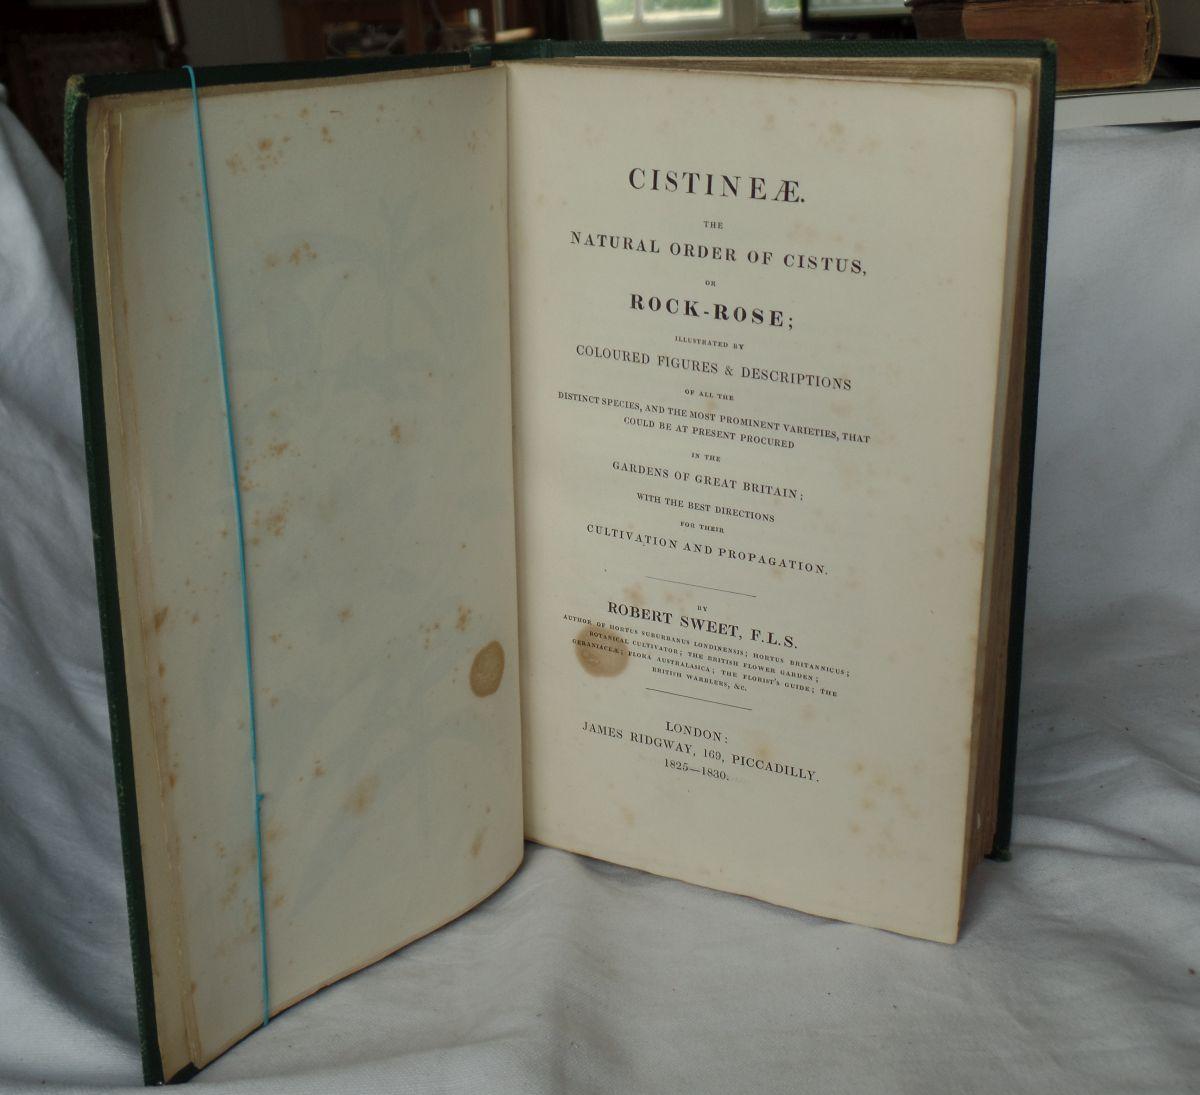 CISTINEÆ.
THE
NATURAL ORDER OF CISTUS,
OR
ROCK-ROSE;
ILLUSTRATED BY
COLOURED FIGURES & DESCRIPTIONS
OF ALL THE
DISTINCT SPECIES, AND THE MOST PROMINENT VARIETIES, THAT
COULD BE AT PRESENT PROCURED
IN THE
GARDENS OF GREAT BRITAIN;
WITH THE BEST DIRECTIONS
FOR THEIR
CULTIVATION AND PROPAGATION.
BY
ROBERT SWEET, F.L.S.
AUTHOR OF HORTUS SUBURBANUS LONDINENSIS; HORTUS BRITANNICUS;
BOTANICAL CULTIVATOR; THE BRITISH FLOWER GARDEN;
GERANIACEÆ; FLORA AUSTRALASICA; THE FLORIST'S GUIDE; THE
BRITISH WARBLERS, &C.
LONDON:
JAMES RIDGWAY, 169, PICCADILLY.
1825—1830.